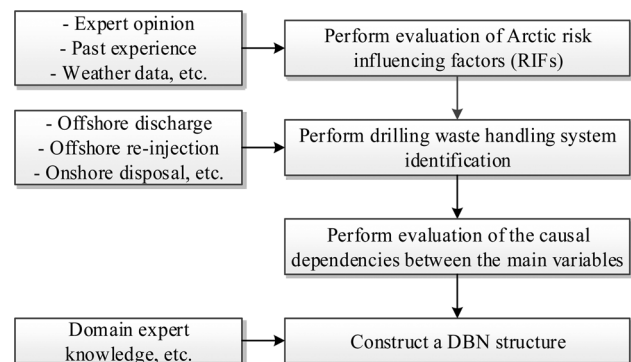 - Expert opinion
- Past experience
- Weather data, etc.
Perform evaluation of Arctic risk
influencing factors (RIFs)
- Offshore discharge
- Offshore re-injection
- Onshore disposal, etc.
Perform drilling waste handling system
identification
Perform evaluation of the causal
dependencies between the main variables
Domain expert
knowledge, etc.
Construct a DBN structure